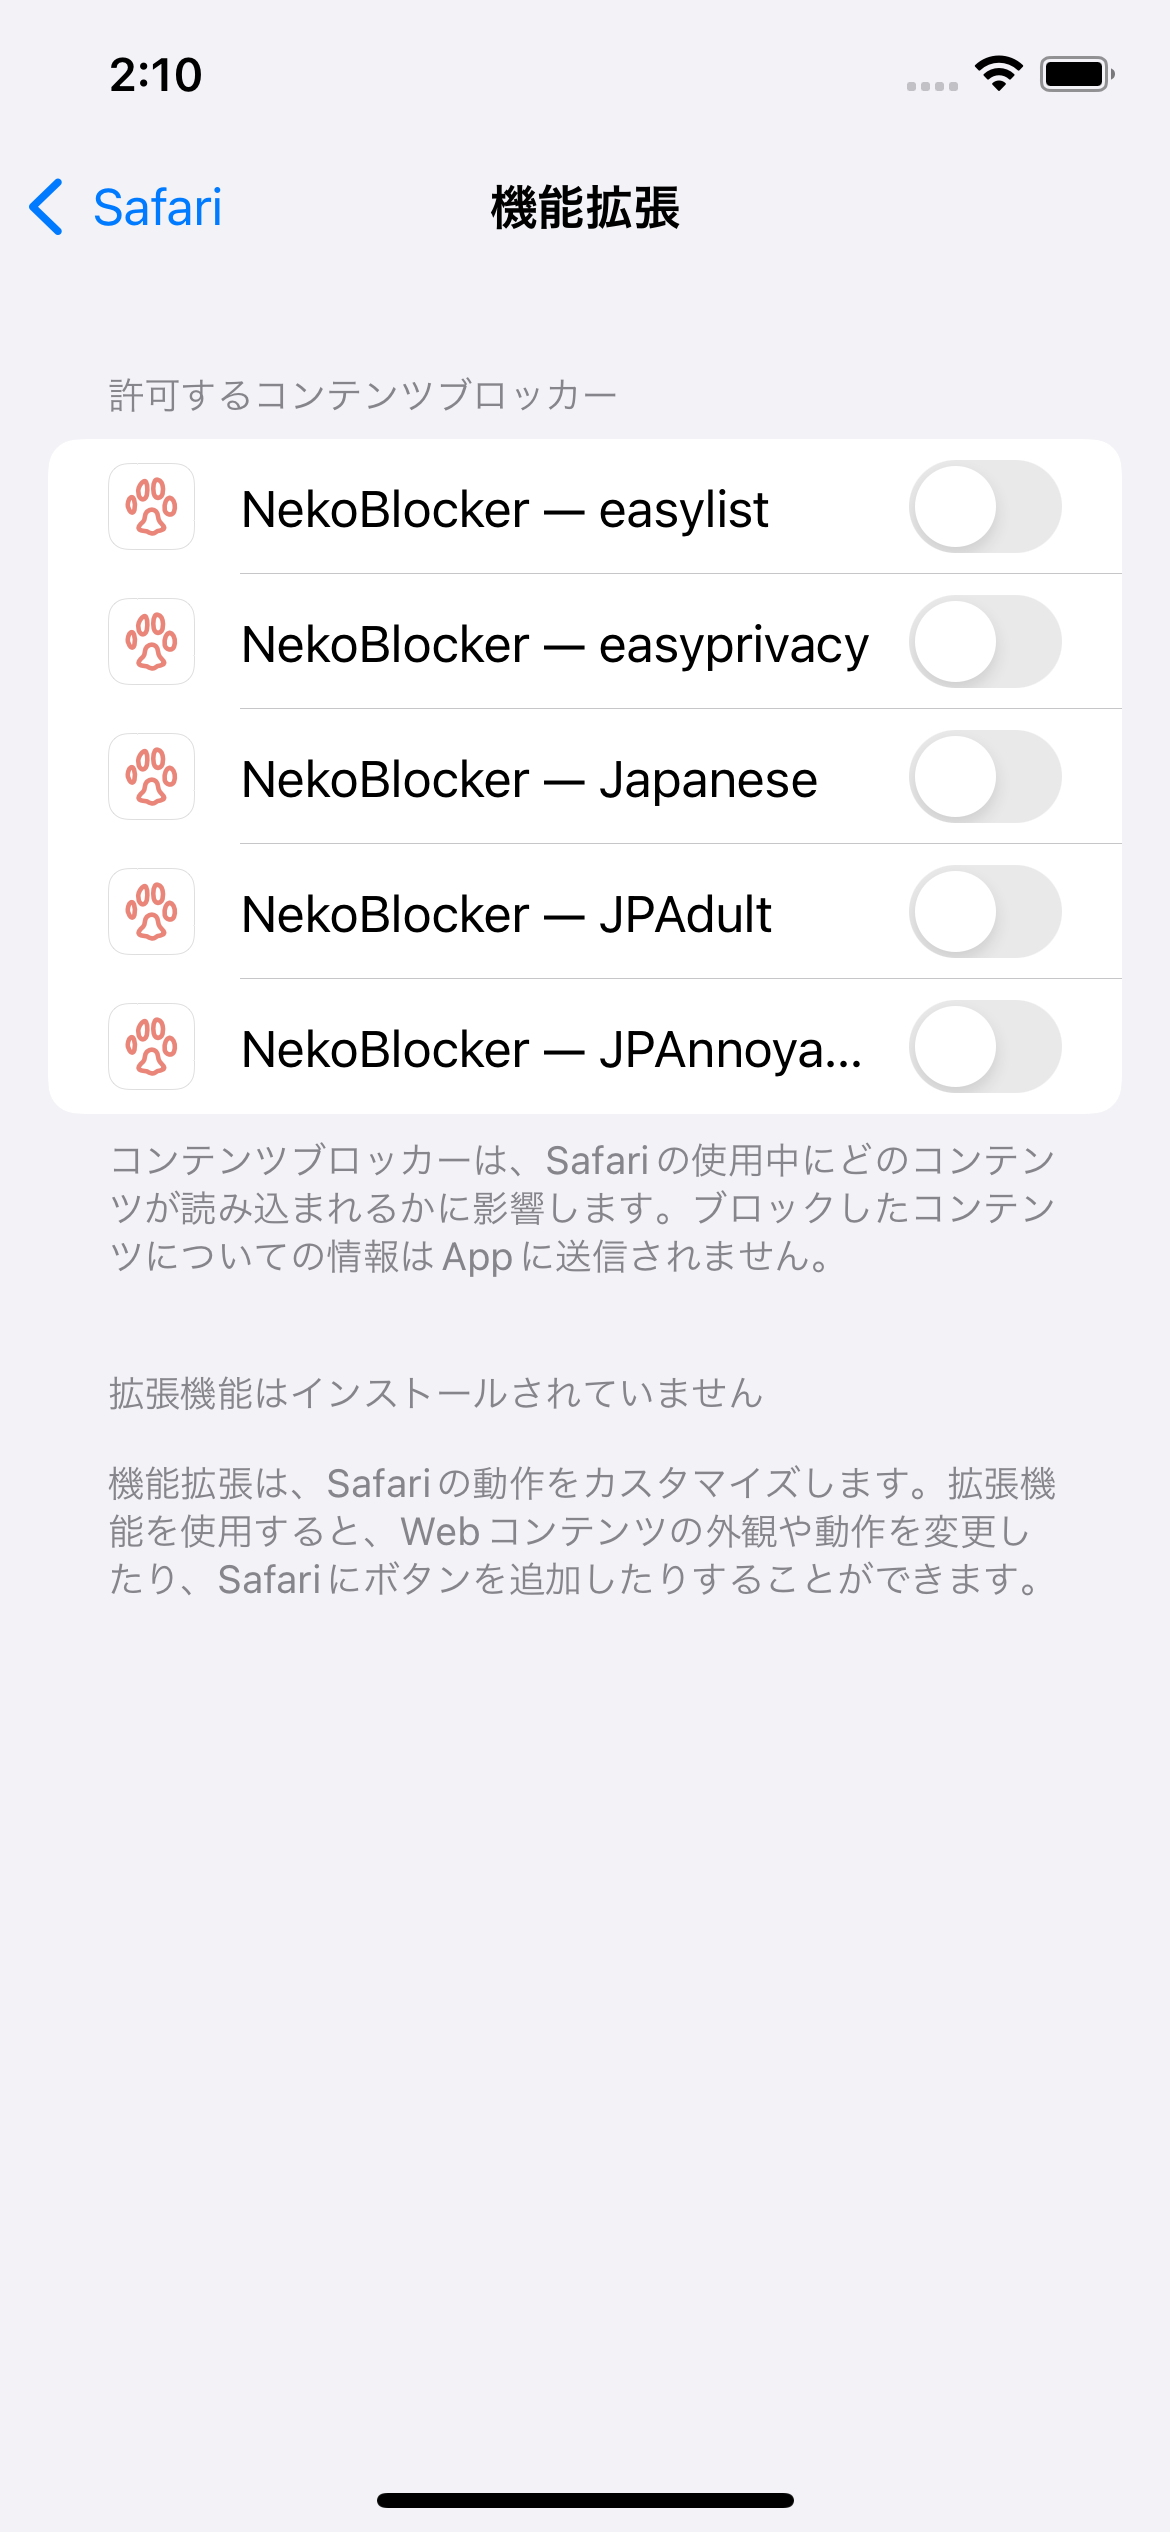 2:10
Safari
機能拡張
許可するコンテンツブロッカー
NekoBlocker — easylist
NekoBlocker — easyprivacy
NekoBlocker — Japanese
NekoBlocker — JPAdult
NekoBlocker — JPAnnoya...
コンテンツブロッカーは、Safariの使用中にどのコンテン
ツが読み込まれるかに影響します。ブロックしたコンテン
ツについての情報はAppに送信されません。
拡張機能はインストールされていません
機能拡張は、Safariの動作をカスタマイズします。拡張機
能を使用すると、Webコンテンツの外観や動作を変更し
たり、Safariにボタンを追加したりすることができます。